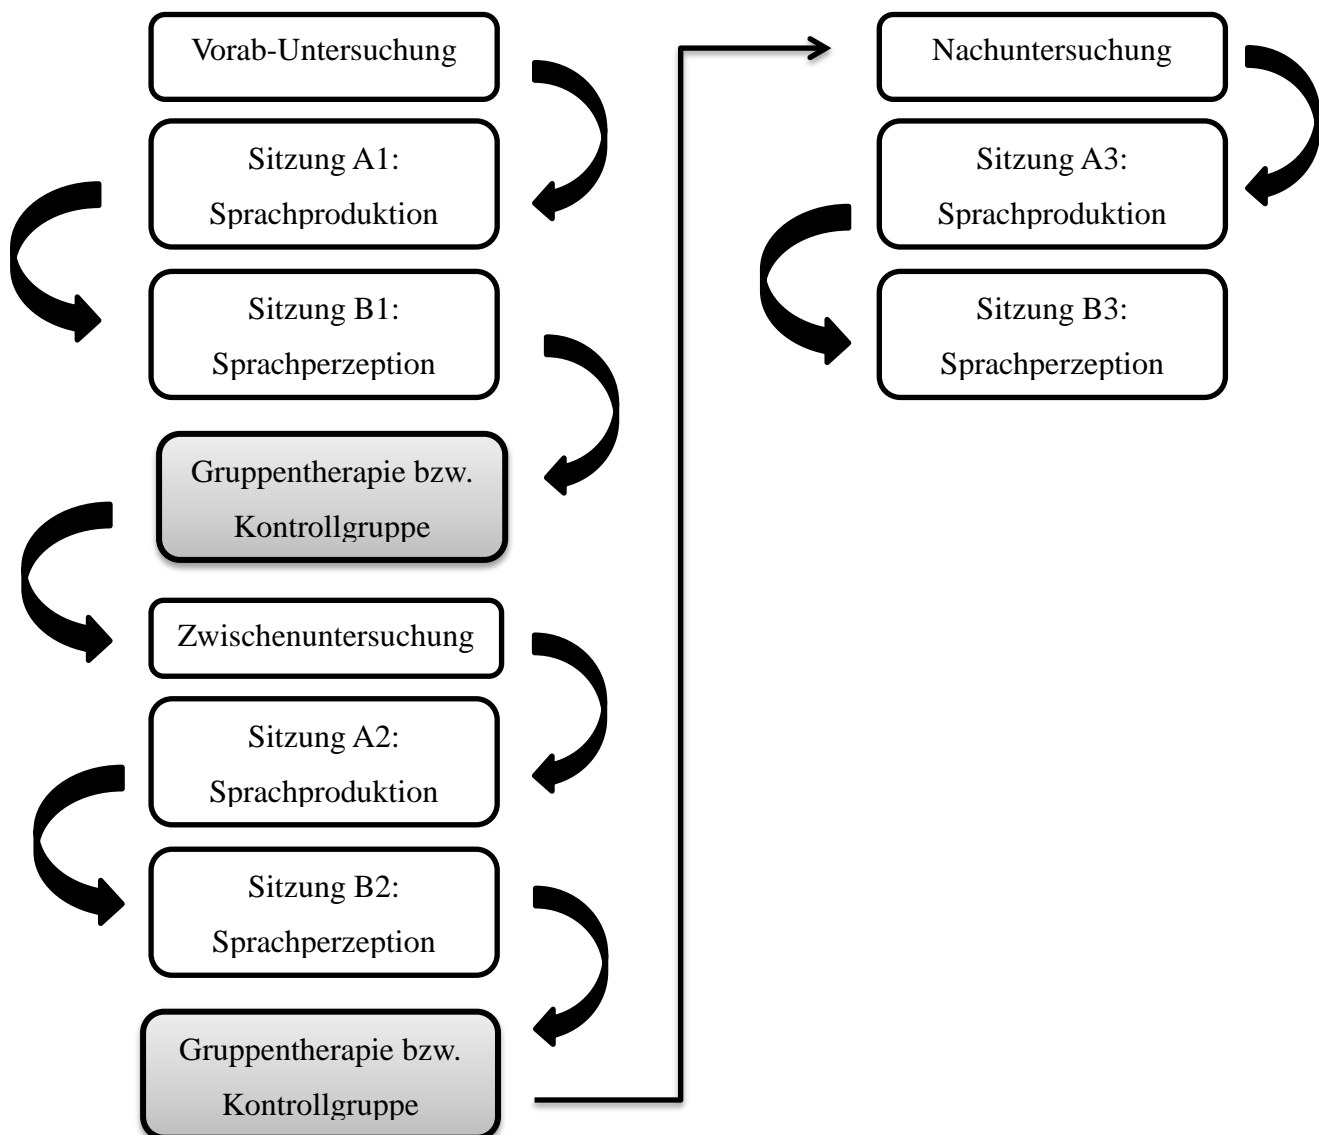 Vorab-Untersuchung
Sitzung A1:
Sprachproduktion
Sitzung B1:
Sprachperzeption
Gruppentherapie bzw.
Kontrollgruppe
Zwischenuntersuchung
Sitzung A2:
Sprachproduktion
Sitzung B2:
Sprachperzeption
Gruppentherapie bzw.
Kontrollgruppe
Nachuntersuchung
Sitzung A3:
Sprachproduktion
Sitzung B3:
Sprachperzeption